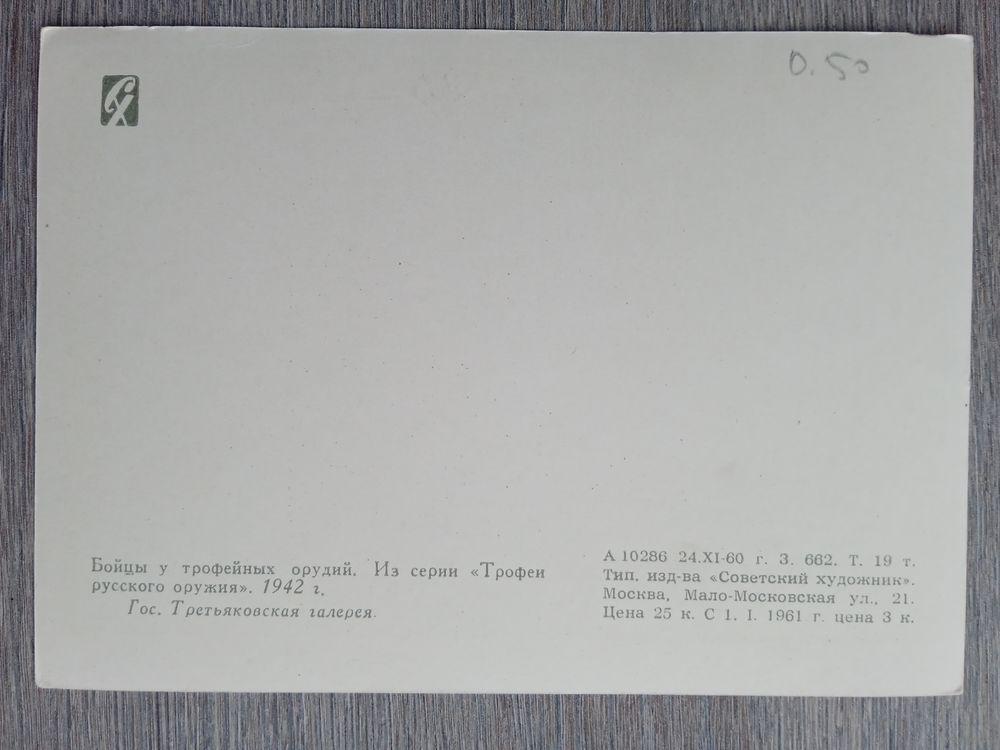 0.50
СХ
Бойцы у трофейных орудий. Из серии «Трофеи
русского оружия». 1942 г.
Гос. Третьяковская галерея.
А 10286 24.XI-60 г. З. 662. Т. 19 т.
Тип. изд-ва «Советский художник».
Москва, Мало-Московская ул., 21.
Цена 25 к. С 1. I. 1961 г. цена 3 к.